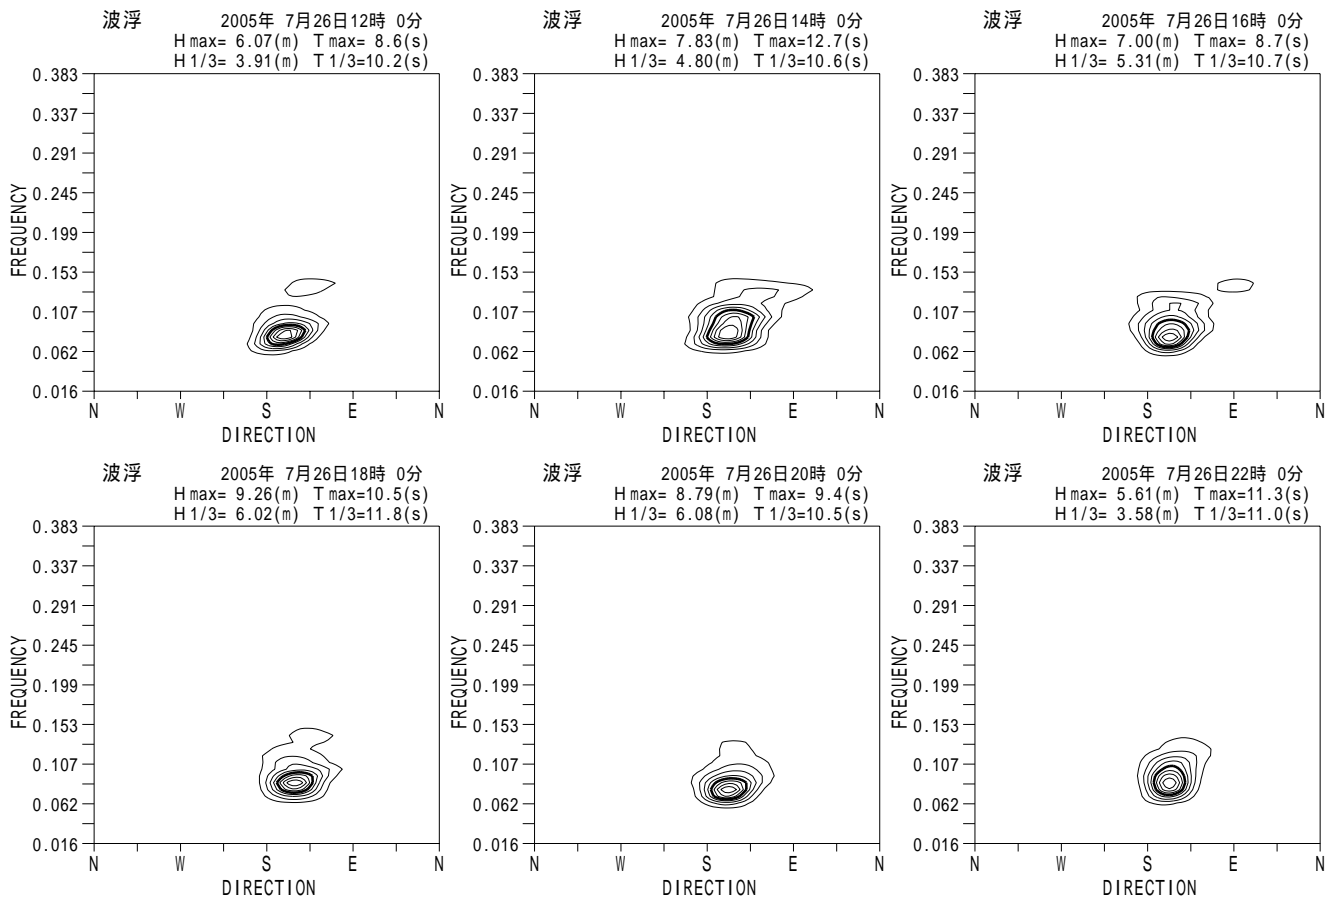 波浮 2005年 7月26日12時 0分
Hmax= 6.07(m) Tmax= 8.6(s)
H1/3= 3.91(m) T1/3=10.2(s)
0.383
0.337
0.291
0.245
0.199
0.153
0.107
0.062
0.016
FREQUENCY
N W S E N
DIRECTION
波浮 2005年 7月26日14時 0分
Hmax= 7.83(m) Tmax=12.7(s)
H1/3= 4.80(m) T1/3=10.6(s)
0.383
0.337
0.291
0.245
0.199
0.153
0.107
0.062
0.016
FREQUENCY
N W S E N
DIRECTION
波浮 2005年 7月26日16時 0分
Hmax= 7.00(m) Tmax= 8.7(s)
H1/3= 5.31(m) T1/3=10.7(s)
0.383
0.337
0.291
0.245
0.199
0.153
0.107
0.062
0.016
FREQUENCY
N W S E N
DIRECTION
波浮 2005年 7月26日18時 0分
Hmax= 9.26(m) Tmax=10.5(s)
H1/3= 6.02(m) T1/3=11.8(s)
0.383
0.337
0.291
0.245
0.199
0.153
0.107
0.062
0.016
FREQUENCY
N W S E N
DIRECTION
波浮 2005年 7月26日20時 0分
Hmax= 8.79(m) Tmax= 9.4(s)
H1/3= 6.08(m) T1/3=10.5(s)
0.383
0.337
0.291
0.245
0.199
0.153
0.107
0.062
0.016
FREQUENCY
N W S E N
DIRECTION
波浮 2005年 7月26日22時 0分
Hmax= 5.61(m) Tmax=11.3(s)
H1/3= 3.58(m) T1/3=11.0(s)
0.383
0.337
0.291
0.245
0.199
0.153
0.107
0.062
0.016
FREQUENCY
N W S E N
DIRECTION